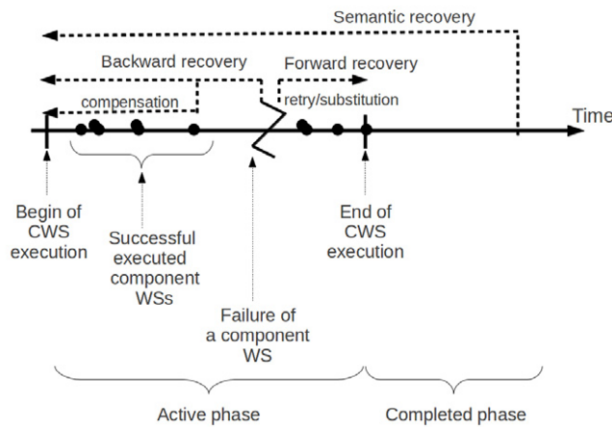 Semantic recovery
Backward recovery
Forward recovery
compensation
retry/substitution
Time
Begin of
CWS
execution
Successful
executed
component
WSs
Failure of
a component
WS
End of
CWS
execution
Active phase
Completed phase